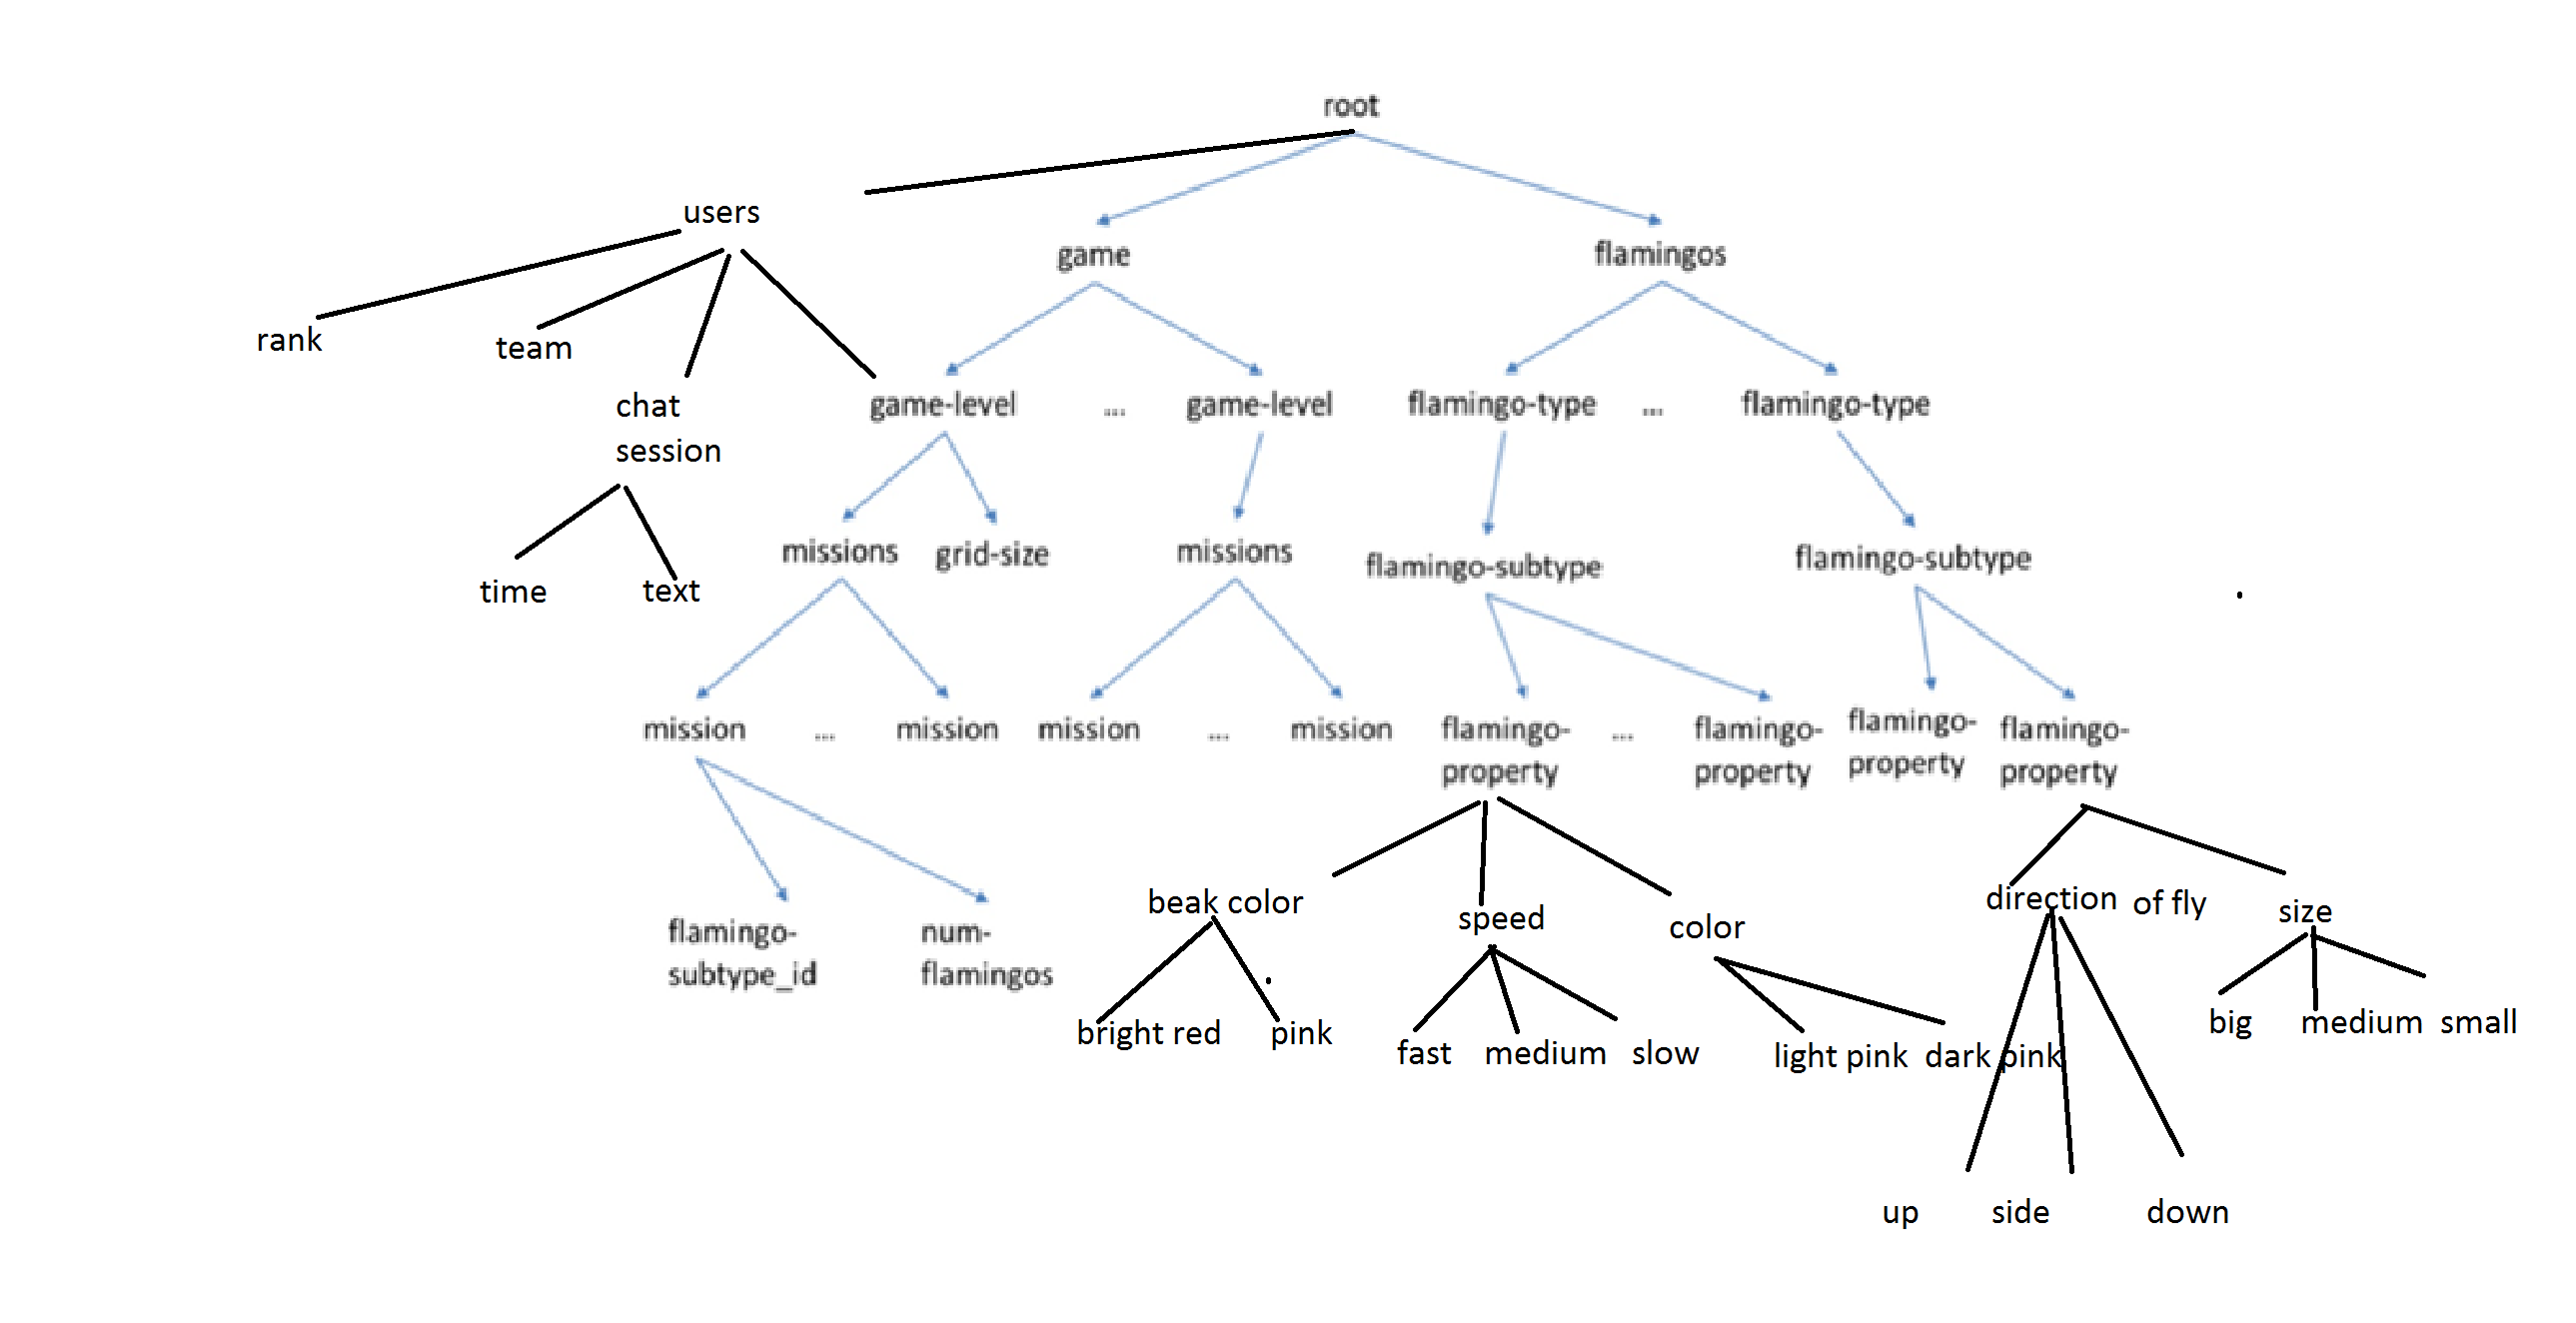 root
users
game
flamingos
rank
team
chat
session
game-level
...
game-level
flamingo-type
...
flamingo-type
time
text
missions
grid-size
missions
flamingo-subtype
flamingo-subtype
mission
...
mission
mission
...
mission
flamingo-
property
...
flamingo-
property
flamingo-
property
flamingo-
property
flamingo-
subtype_id
num-
flamingos
beak color
speed
color
direction of fly
size
bright red
pink
fast
medium
slow
light pink
dark pink
big
medium
small
up
side
down